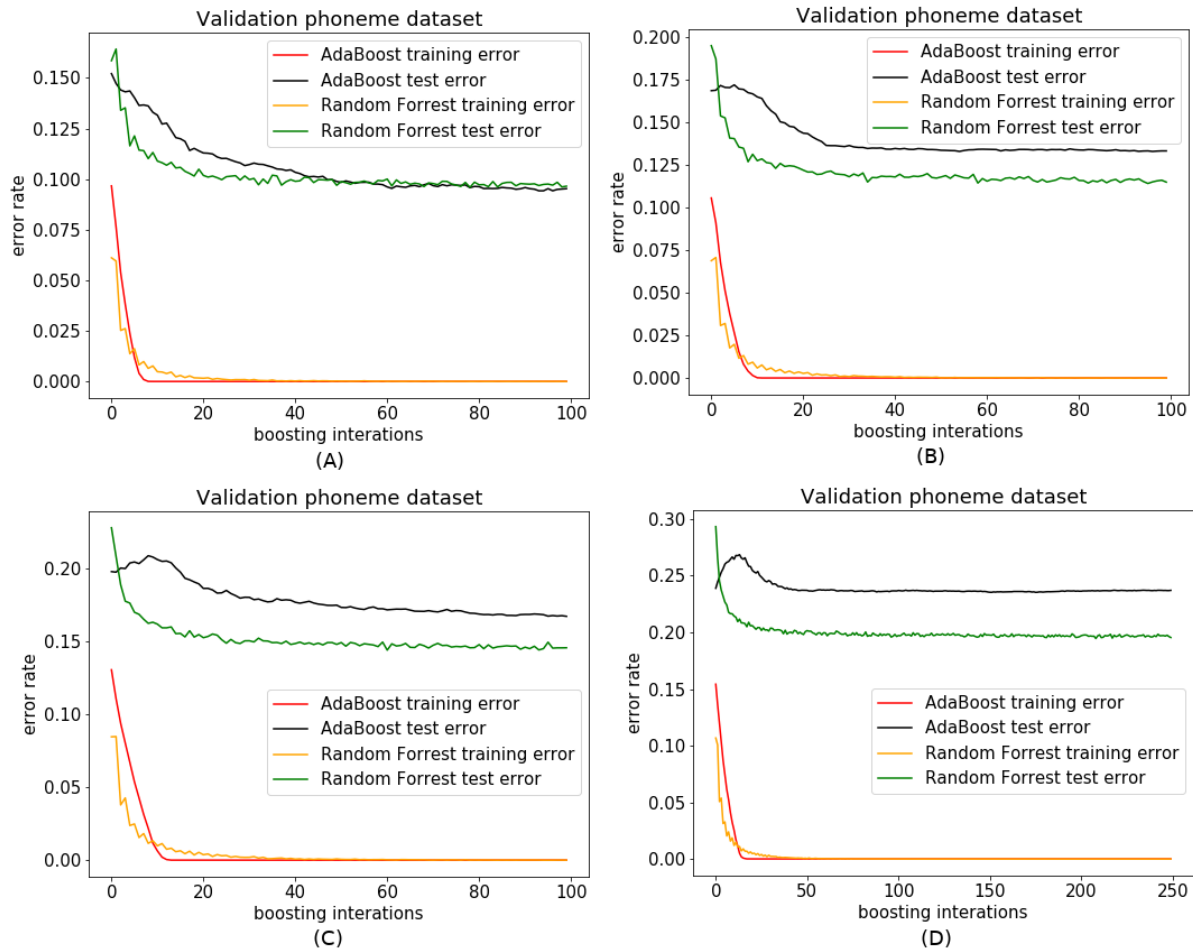 Validation phoneme dataset
AdaBoost training error
AdaBoost test error
Random Forrest training error
Random Forrest test error
error rate
0.150
0.125
0.100
0.075
0.050
0.025
0.000
0 20 40 60 80 100
boosting interations
(A)
Validation phoneme dataset
AdaBoost training error
AdaBoost test error
Random Forrest training error
Random Forrest test error
error rate
0.200
0.175
0.150
0.125
0.100
0.075
0.050
0.025
0.000
0 20 40 60 80 100
boosting interations
(B)
Validation phoneme dataset
error rate
0.20
0.15
0.10
0.05
0.00
AdaBoost training error
AdaBoost test error
Random Forrest training error
Random Forrest test error
0 20 40 60 80 100
boosting interations
(C)
Validation phoneme dataset
error rate
0.30
0.25
0.20
0.15
0.10
0.05
0.00
AdaBoost training error
AdaBoost test error
Random Forrest training error
Random Forrest test error
0 50 100 150 200 250
boosting interations
(D)